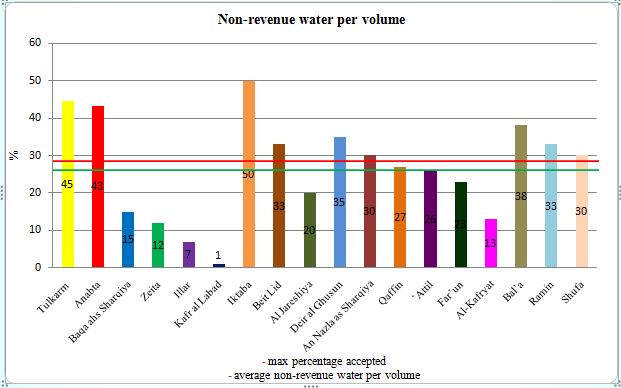 Non-revenue water per volume
60
50
40
30
20
10
0
%
45
43
15
12
7
1
50
33
20
35
30
27
26
23
13
38
33
30
Tulkarm
Anabta
Baqa ahs Sharqiya
Zeita
Illar
Kafr al Labad
Iktaba
Beit Lid
Al Jareshiya
Deir al Ghusun
An Nazla as Sharqiya
Qaffin
'Attil
Far'un
Al-Kafryat
Bal'a
Ramin
Shufa
- max percentage accepted
- average non-revenue water per volume